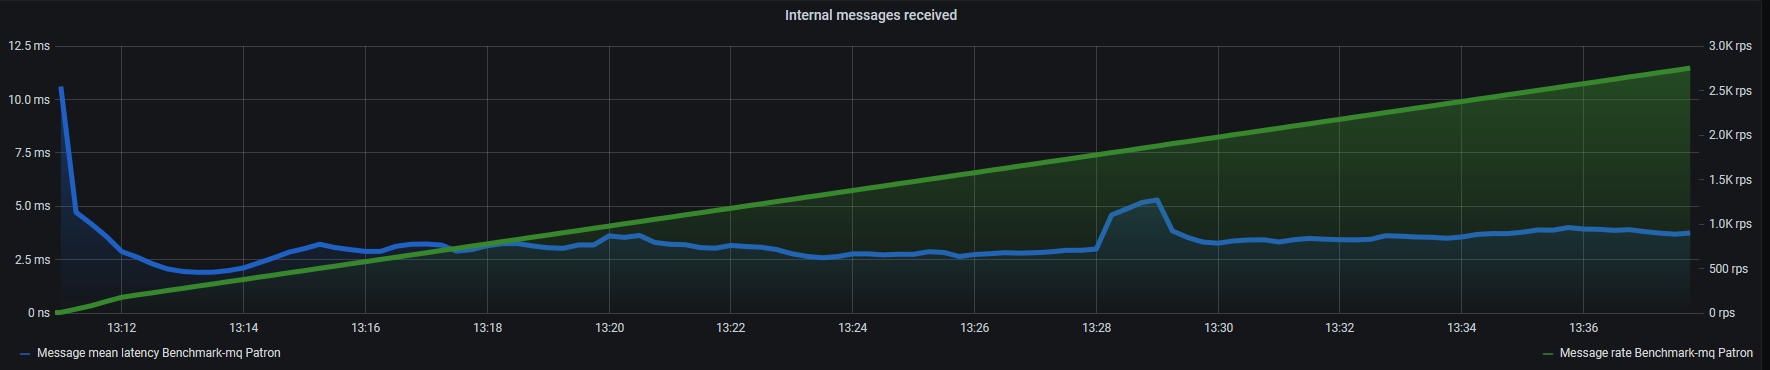 Internal messages received
12.5 ms
10.0 ms
7.5 ms
5.0 ms
2.5 ms
0 ns
3.0K rps
2.5K rps
2.0K rps
1.5K rps
1.0K rps
500 rps
0 rps
13:12 13:14 13:16 13:18 13:20 13:22 13:24 13:26 13:28 13:30 13:32 13:34 13:36
Message mean latency Benchmark-mq Patron
Message rate Benchmark-mq Patron